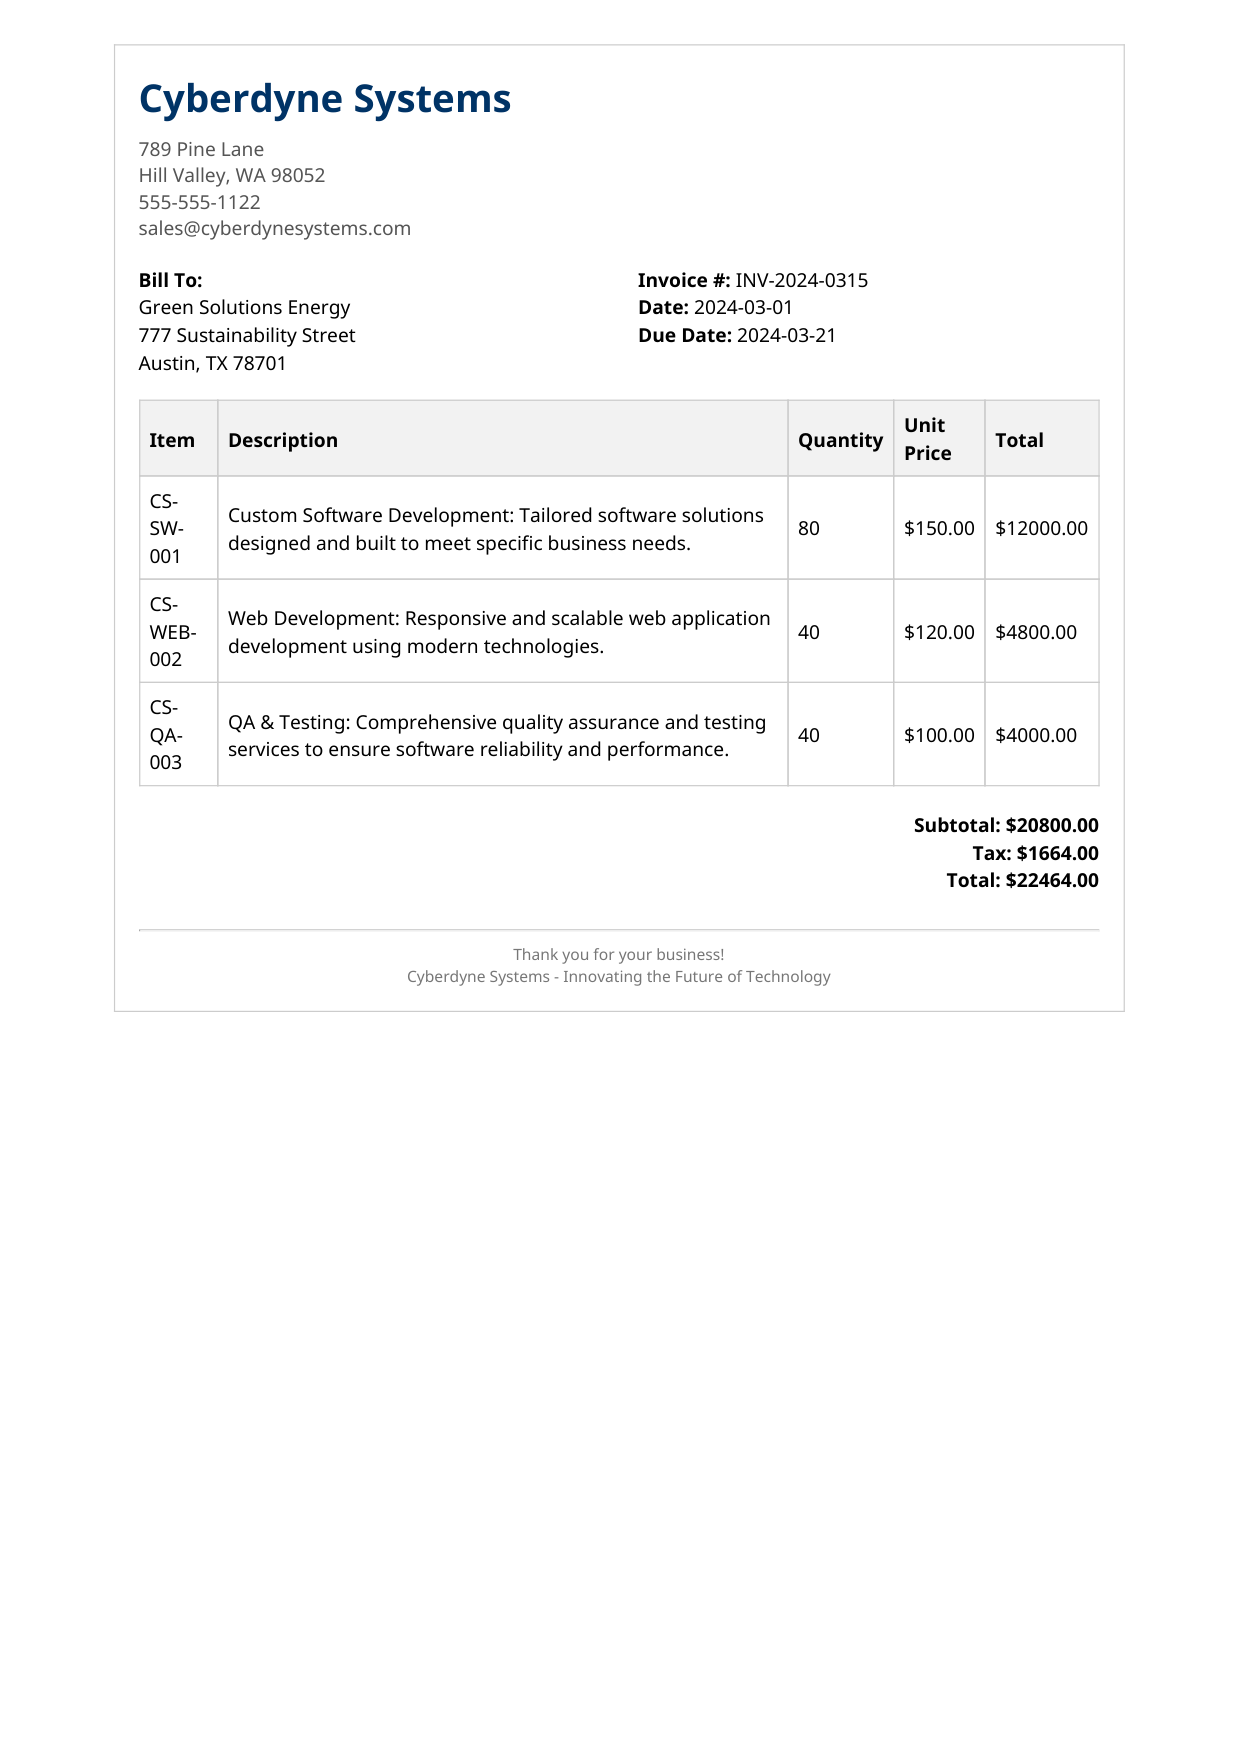 Cyberdyne Systems
789 Pine Lane
Hill Valley, WA 98052
555-555-1122
sales@cyberdynesystems.com
Bill To:
Green Solutions Energy
777 Sustainability Street
Austin, TX 78701
Invoice #: INV-2024-0315
Date: 2024-03-01
Due Date: 2024-03-21
Item Description Quantity Unit Price Total
CS-SW-001 Custom Software Development: Tailored software solutions designed and built to meet specific business needs. 80 $150.00 $12000.00
CS-WEB-002 Web Development: Responsive and scalable web application development using modern technologies. 40 $120.00 $4800.00
CS-QA-003 QA & Testing: Comprehensive quality assurance and testing services to ensure software reliability and performance. 40 $100.00 $4000.00
Subtotal: $20800.00
Tax: $1664.00
Total: $22464.00
Thank you for your business!
Cyberdyne Systems - Innovating the Future of Technology